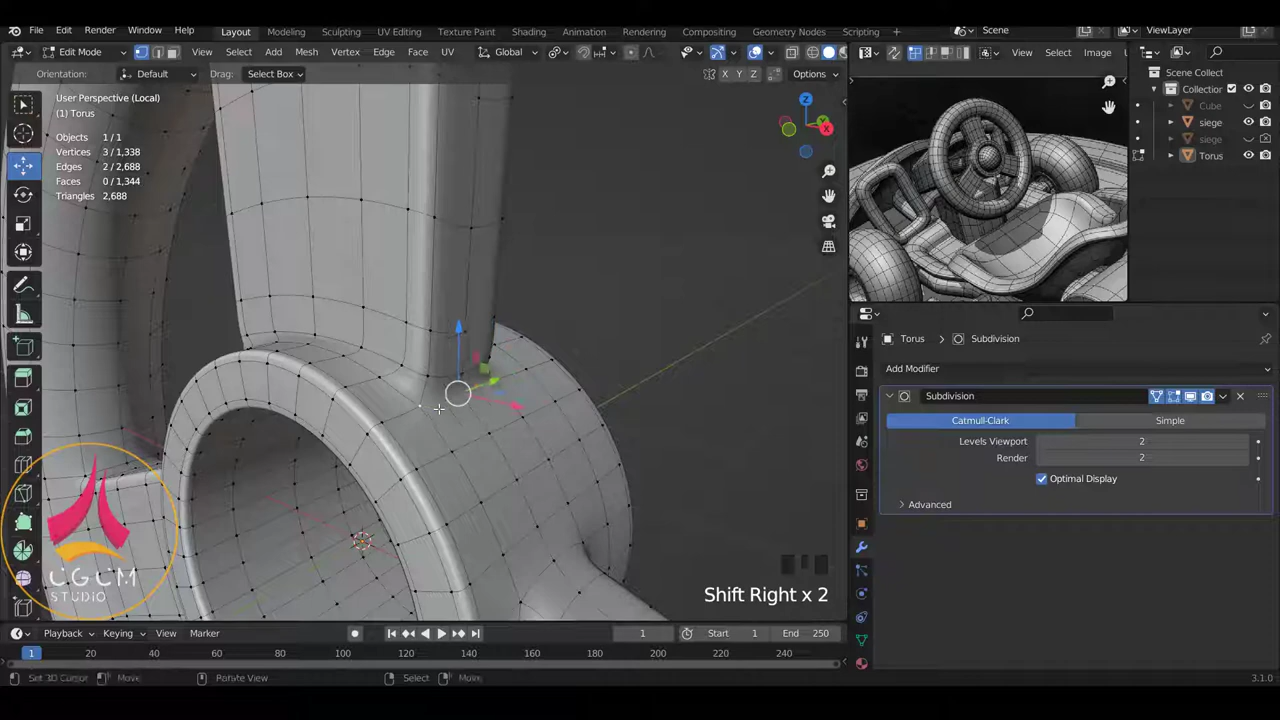 File Edit Render Window Help Layout Modeling Sculpting UV Editing Texture Paint Shading Animation Rendering Compositing Scripting Scene ViewLayer
Edit Mode View Select Add Mesh Vertex Edge Face UV Global View Select Image
Orientation: Default Drag: Select Box X Y Z Options
User Perspective (Local)
(1) Torus
Objects 1 / 1
Vertices 3 / 1,338
Edges 2 / 2,688
Faces 0 / 1,344
Triangles 2,688
Z
Y
X
Scene Collect
Collection
Cube
siege
siege
Torus
Torus Subdivision
Add Modifier
Subdivision
Catmull-Clark Simple
Levels Viewport 2
Render 2
Optimal Display
Advanced
CGCM
STUDIO
Shift Right x 2
Playback Keying View Marker 1 Start 1 End 250
1 20 40 60 80 100 120 140 160 180 200 220 240
Set 3D Cursor Move Rotate View Select Move 3.1.0